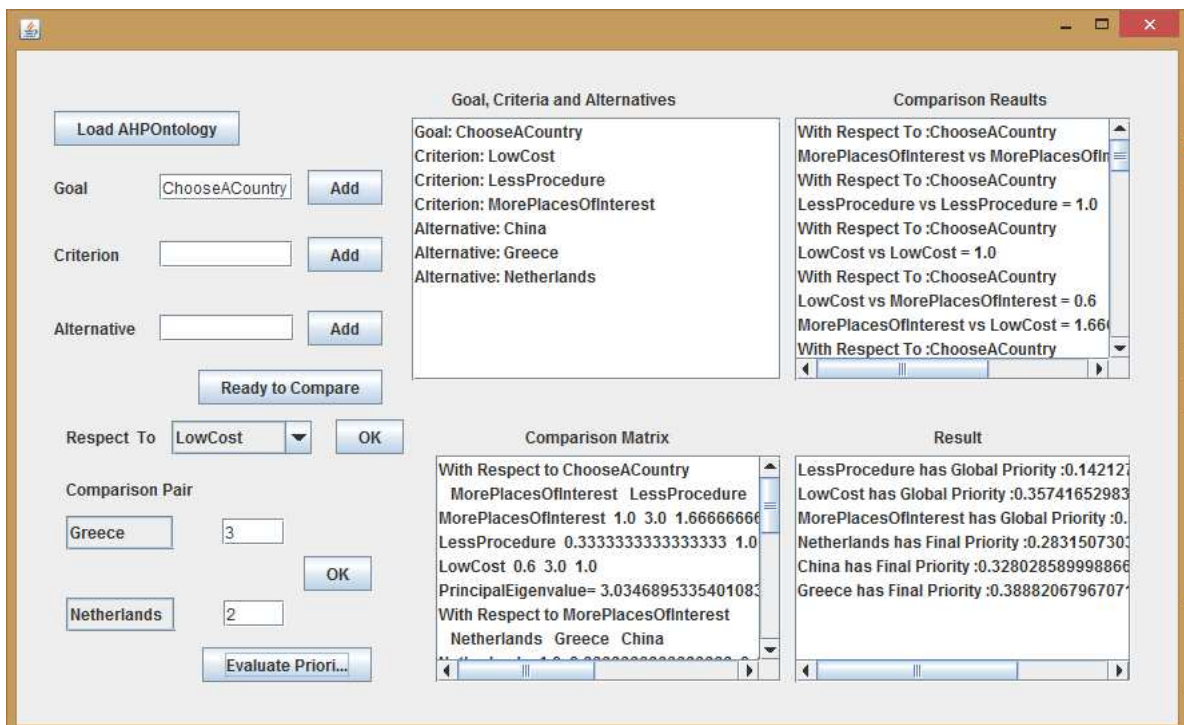 Load AHPOntology
Goal
ChooseACountry
Add
Criterion
Add
Alternative
Add
Ready to Compare
Respect To
LowCost
OK
Comparison Pair
Greece
3
OK
Netherlands
2
Evaluate Priori...
Goal, Criteria and Alternatives
Goal: ChooseACountry
Criterion: LowCost
Criterion: LessProcedure
Criterion: MorePlacesOfInterest
Alternative: China
Alternative: Greece
Alternative: Netherlands
Comparison Reaults
With Respect To :ChooseACountry
MorePlacesOfInterest vs MorePlacesOfIn
With Respect To :ChooseACountry
LessProcedure vs LessProcedure = 1.0
With Respect To :ChooseACountry
LowCost vs LowCost = 1.0
With Respect To :ChooseACountry
LowCost vs MorePlacesOfInterest = 0.6
MorePlacesOfInterest vs LowCost = 1.666
With Respect To :ChooseACountry
Comparison Matrix
With Respect to ChooseACountry
MorePlacesOfInterest LessProcedure
MorePlacesOfInterest 1.0 3.0 1.66666666
LessProcedure 0.3333333333333333 1.0
LowCost 0.6 3.0 1.0
PrincipalEigenvalue= 3.0346895335401083
With Respect to MorePlacesOfInterest
Netherlands Greece China
Result
LessProcedure has Global Priority :0.142127
LowCost has Global Priority :0.35741652983
MorePlacesOfInterest has Global Priority :0.
Netherlands has Final Priority :0.283150730
China has Final Priority :0.328028589998866
Greece has Final Priority :0.38882067967071